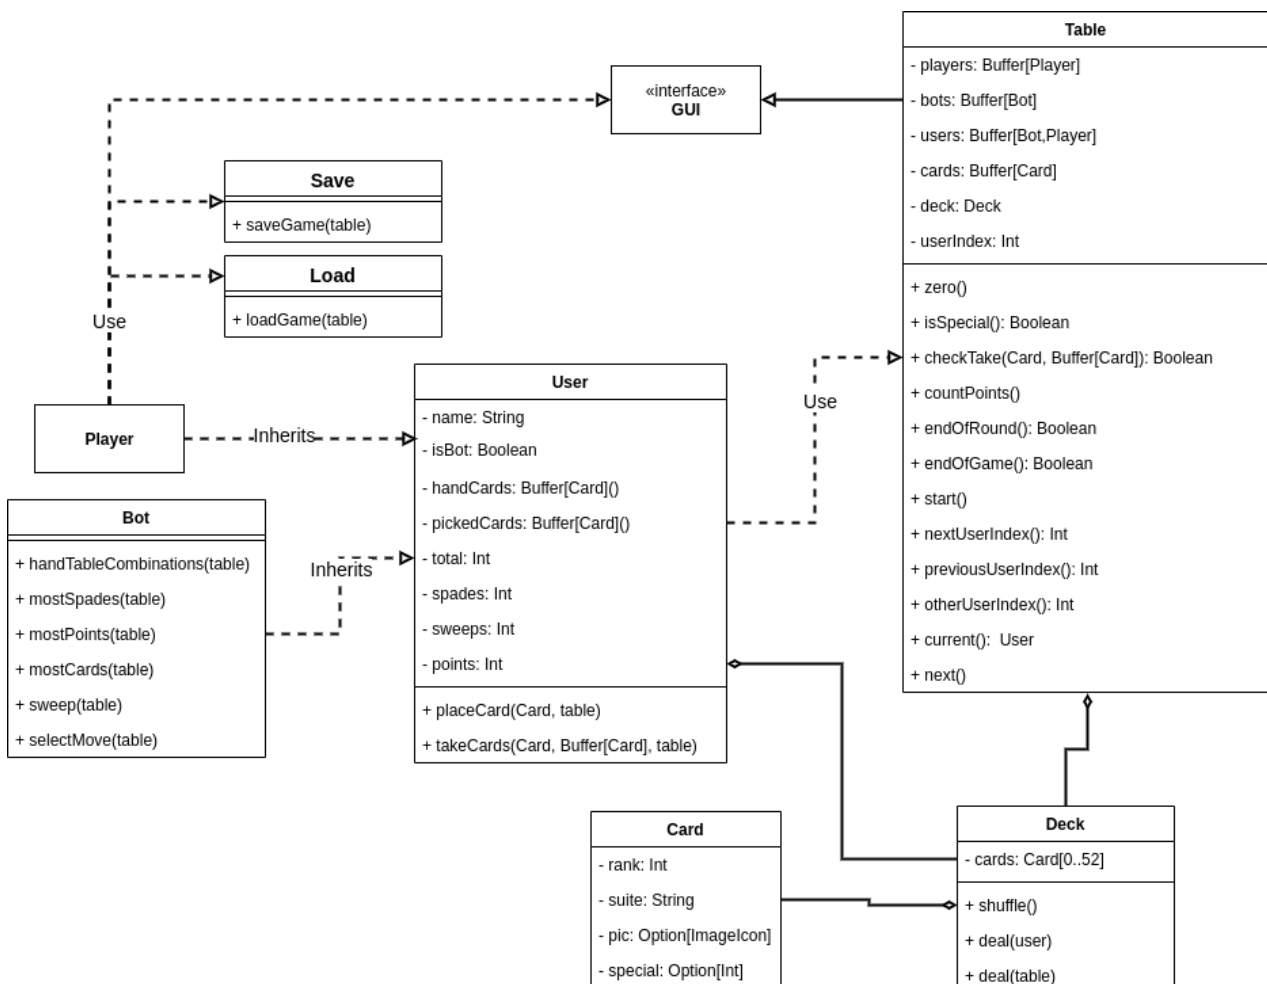 Table
- players: Buffer[Player]
- bots: Buffer[Bot]
- users: Buffer[Bot,Player]
- cards: Buffer[Card]
- deck: Deck
- userIndex: Int
+ zero()
+ isSpecial(): Boolean
+ checkTake(Card, Buffer[Card]): Boolean
+ countPoints()
+ endOfRound(): Boolean
+ endOfGame(): Boolean
+ start()
+ nextUserIndex(): Int
+ previousUserIndex(): Int
+ otherUserIndex(): Int
+ current(): User
+ next()
«interface»
GUI
Save
+ saveGame(table)
Load
+ loadGame(table)
Use
Player
Inherits
User
- name: String
- isBot: Boolean
- handCards: Buffer[Card]()
- pickedCards: Buffer[Card]()
- total: Int
- spades: Int
- sweeps: Int
- points: Int
+ placeCard(Card, table)
+ takeCards(Card, Buffer[Card], table)
Use
Bot
+ handTableCombinations(table)
+ mostSpades(table)
+ mostPoints(table)
+ mostCards(table)
+ sweep(table)
+ selectMove(table)
Inherits
Card
- rank: Int
- suite: String
- pic: Option[ImageIcon]
- special: Option[Int]
Deck
- cards: Card[0..52]
+ shuffle()
+ deal(user)
+ deal(table)